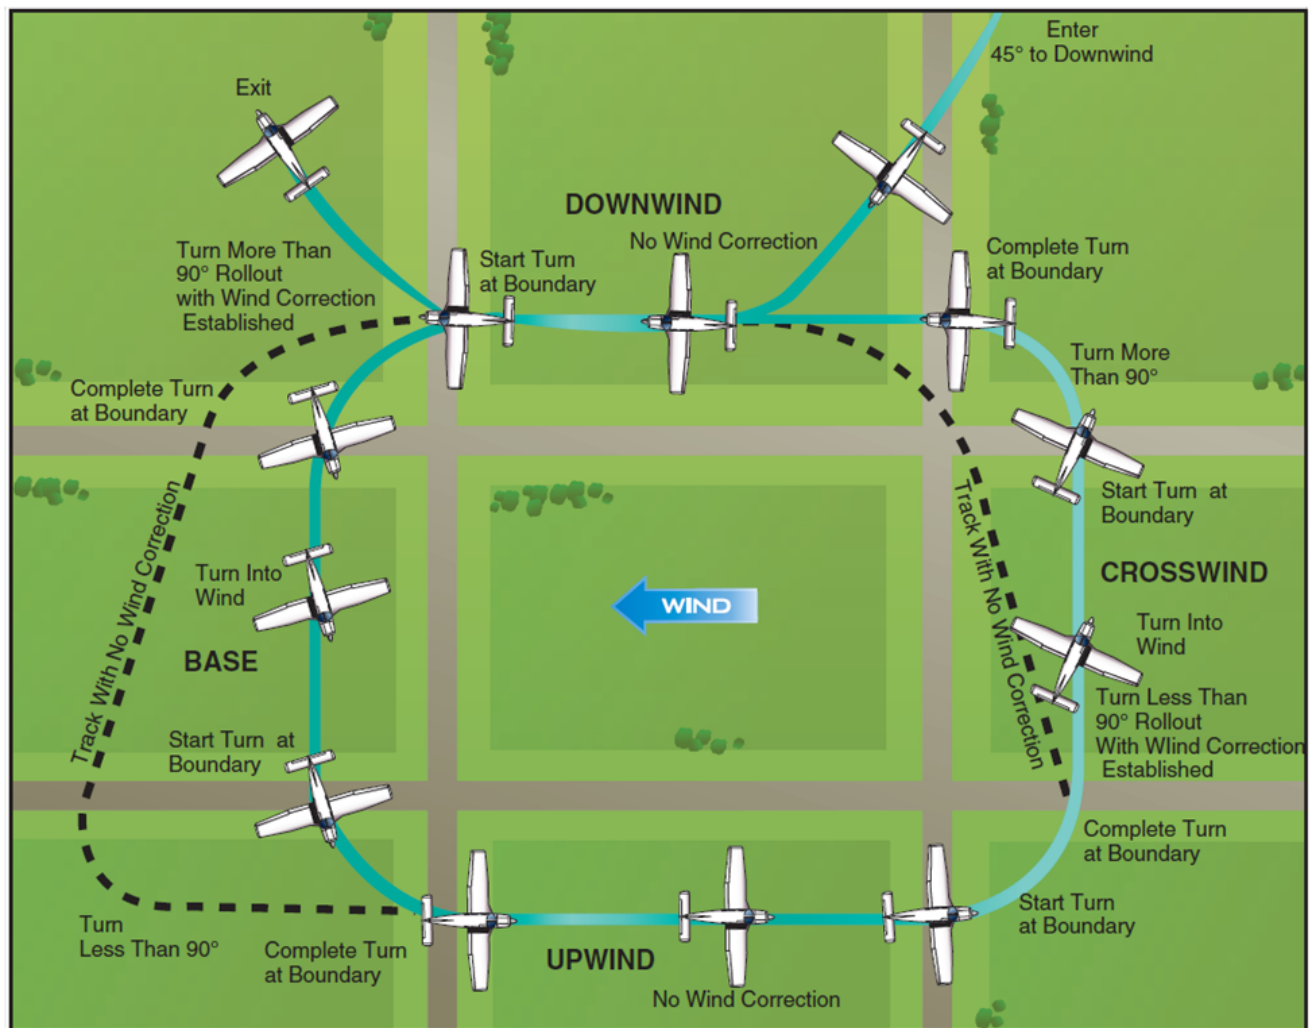 Enter
45° to Downwind
Exit
DOWNWIND
No Wind Correction
Turn More Than
90° Rollout
with Wind Correction
Established
Start Turn
at Boundary
Complete Turn
at Boundary
Turn More
Than 90°
Complete Turn
at Boundary
Start Turn at
Boundary
Track With No Wind Correction
Track With No Wind Correction
Turn Into
Wind
WIND
CROSSWIND
BASE
Turn Into
Wind
Turn Less Than
90° Rollout
With WIind Correction
Established
Start Turn at
Boundary
Complete Turn
at Boundary
Start Turn
at Boundary
Turn
Less Than 90°
Complete Turn
at Boundary
UPWIND
No Wind Correction